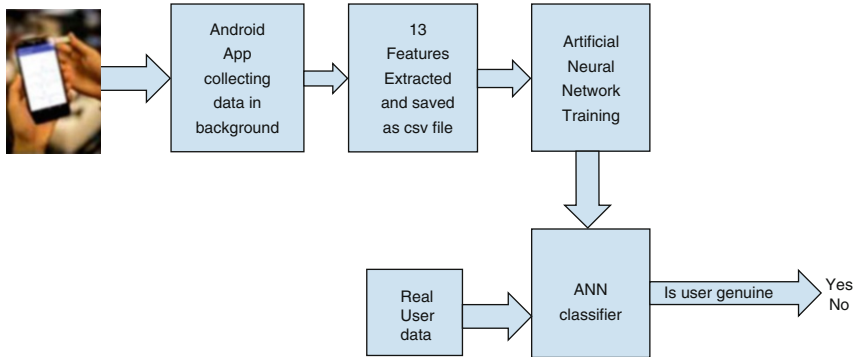 Android
App
collecting
data in
background
13
Features
Extracted
and saved
as csv file
Artificial
Neural
Network
Training
Real
User
data
ANN
classifier
Is user genuine
Yes
No